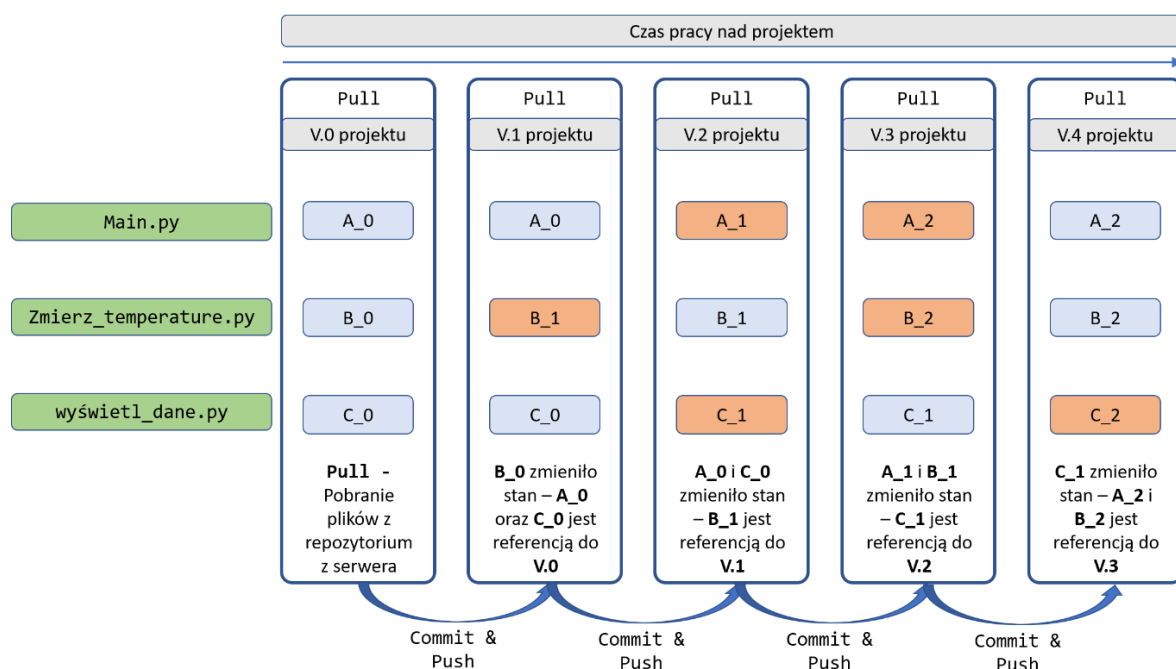 Czas pracy nad projektem
Pull
Pull
Pull
Pull
Pull
V.0 projektu
V.1 projektu
V.2 projektu
V.3 projektu
V.4 projektu
Main.py
A_0
A_0
A_1
A_2
A_2
Zmierz_temperature.py
B_0
B_1
B_1
B_2
B_2
wyświetl_dane.py
C_0
C_0
C_1
C_1
C_2
Pull -
Pobranie
plików z
repozytorium
z serwera
B_0 zmieniło
stan – A_0
oraz C_0 jest
referencją do
V.0
A_0 i C_0
zmieniło stan
– B_1 jest
referencją do
V.1
A_1 i B_1
zmieniło stan
– C_1 jest
referencją do
V.2
C_1 zmieniło
stan – A_2 i
B_2 jest
referencją do
V.3
Commit &
Push
Commit &
Push
Commit &
Push
Commit &
Push